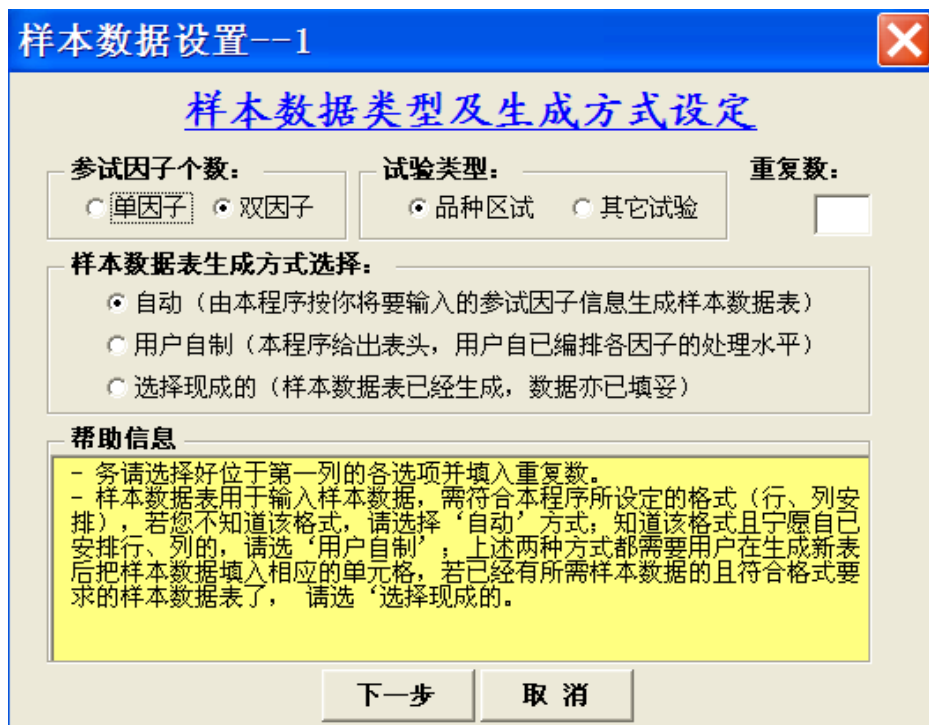 样本数据设置--1
样本数据类型及生成方式设定
参试因子个数：
试验类型：
重复数：
单因子 双因子
品种区试 其它试验
样本数据表生成方式选择：
自动（由本程序按你将要输入的参试因子信息生成样本数据表）
用户自制（本程序给出表头，用户自已编排各因子的处理水平）
选择现成的（样本数据表已经生成，数据亦已填妥）
帮助信息
- 务请选择好位于第一列的各选项并填入重复数。
- 样本数据表用于输入样本数据，需符合本程序所设定的格式（行、列安
排），若您不知道该格式，请选择‘自动’方式；知道该格式且宁愿自已
安排行、列的，请选‘用户自制’；上述两种方式都需要用户在生成新表
后把样本数据填入相应的单元格，若已经有所需样本数据的且符合格式要
求的样本数据表了， 请选‘选择现成的。
下一步
取 消